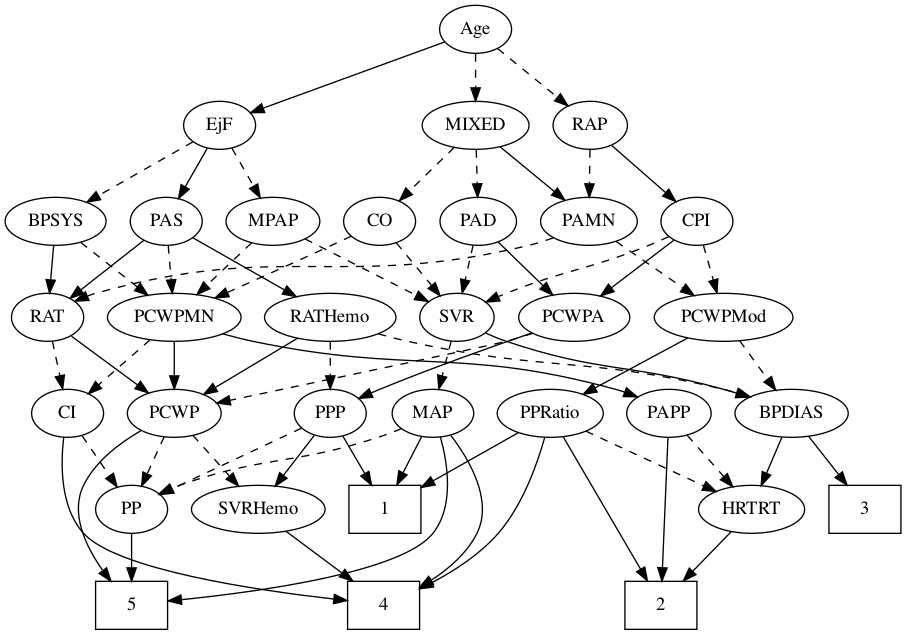 Age
EjF
MIXED
RAP
BPSYS
PAS
MPAP
CO
PAD
PAMN
CPI
RAT
PCWPMN
RATHemo
SVR
PCWPA
PCWPMod
CI
PCWP
PPP
MAP
PPRatio
PAPP
BPDIAS
PP
SVRHemo
1
HRTRT
3
5
4
2